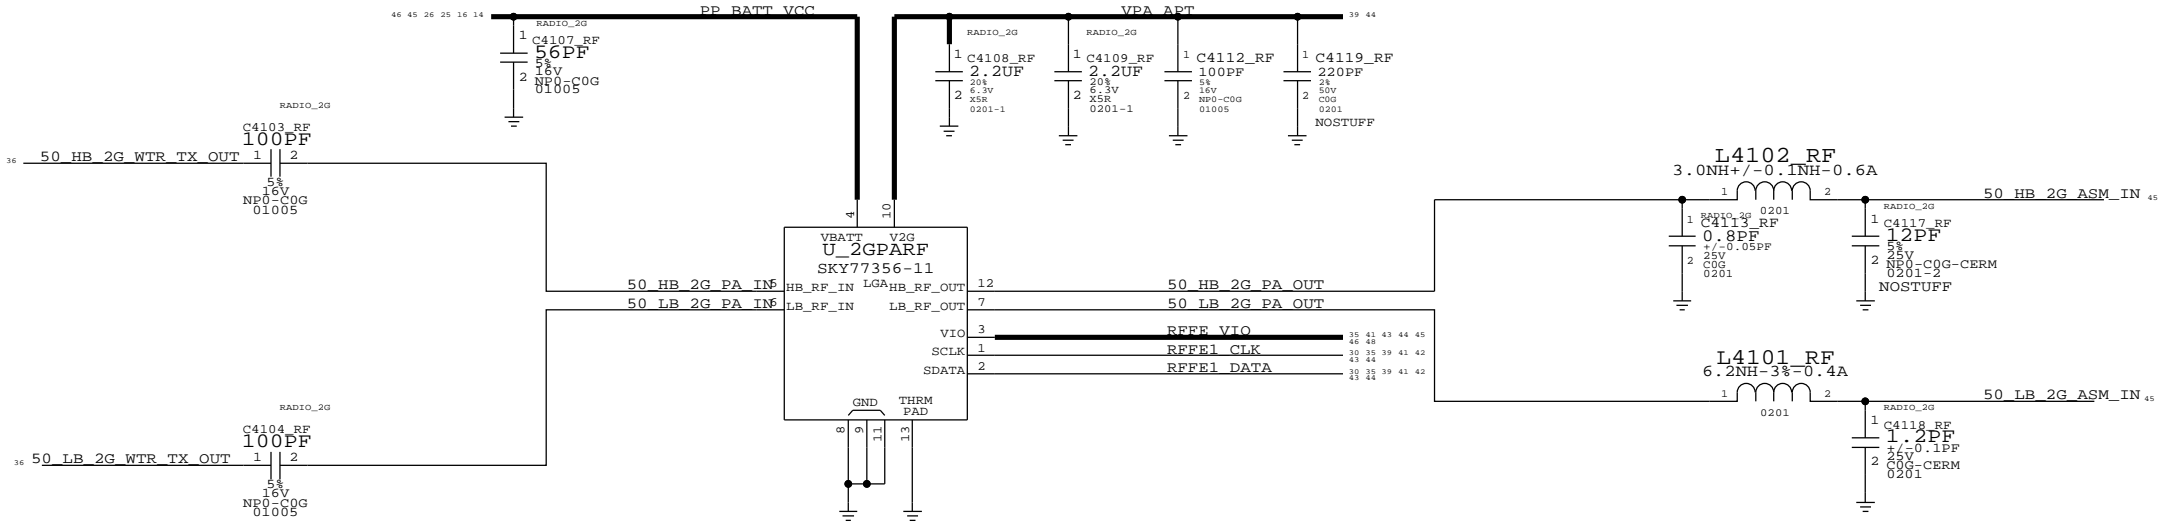 46 45 26 25 16 14
PP_BATT_VCC
VPA_APT
39 44
RADIO_2G
1
C4107_RF
56PF
5%
16V
2
NP0-C0G
01005
RADIO_2G
1
C4108_RF
2.2UF
20%
6.3V
2
X5R
0201-1
RADIO_2G
1
C4109_RF
2.2UF
20%
6.3V
2
X5R
0201-1
1
C4112_RF
100PF
5%
16V
2
NP0-C0G
01005
1
C4119_RF
220PF
2%
50V
2
C0G
0201
NOSTUFF
RADIO_2G
C4103_RF
100PF
36
50_HB_2G_WTR_TX_OUT
1
2
5%
16V
NP0-C0G
01005
4
10
VBATT
V2G
U_2GPARF
SKY77356-11
LGA
50_HB_2G_PA_IN
5
HB_RF_IN
50_LB_2G_PA_IN
6
LB_RF_IN
HB_RF_OUT
12
50_HB_2G_PA_OUT
LB_RF_OUT
7
50_LB_2G_PA_OUT
VIO
3
RFFE_VIO
35 41 43 44 45
46 48
SCLK
1
RFFE1_CLK
30 35 39 41 42
43 44
SDATA
2
RFFE1_DATA
30 35 39 41 42
43 44
GND
THRM
PAD
8
9
11
13
L4102_RF
3.0NH+/-0.1NH-0.6A
1
2
0201
50_HB_2G_ASM_IN
45
RADIO_2G
1
C4113_RF
0.8PF
+/-0.05PF
25V
2
C0G
0201
RADIO_2G
1
C4117_RF
12PF
5%
25V
2
NP0-C0G-CERM
0201-2
NOSTUFF
L4101_RF
6.2NH-3%-0.4A
1
2
0201
50_LB_2G_ASM_IN
45
RADIO_2G
1
C4118_RF
1.2PF
+/-0.1PF
25V
2
C0G-CERM
0201
RADIO_2G
C4104_RF
100PF
36
50_LB_2G_WTR_TX_OUT
1
2
5%
16V
NP0-C0G
01005